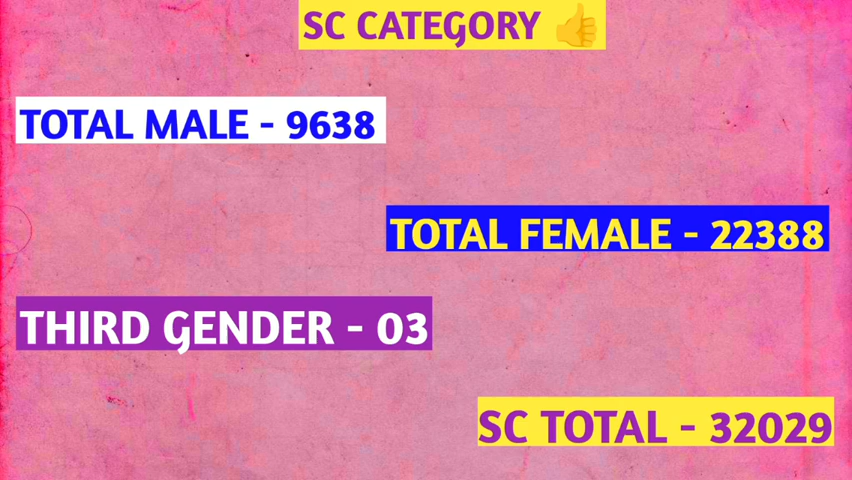 SC CATEGORY 👍
TOTAL MALE - 9638
TOTAL FEMALE - 22388
THIRD GENDER - 03
SC TOTAL - 32029